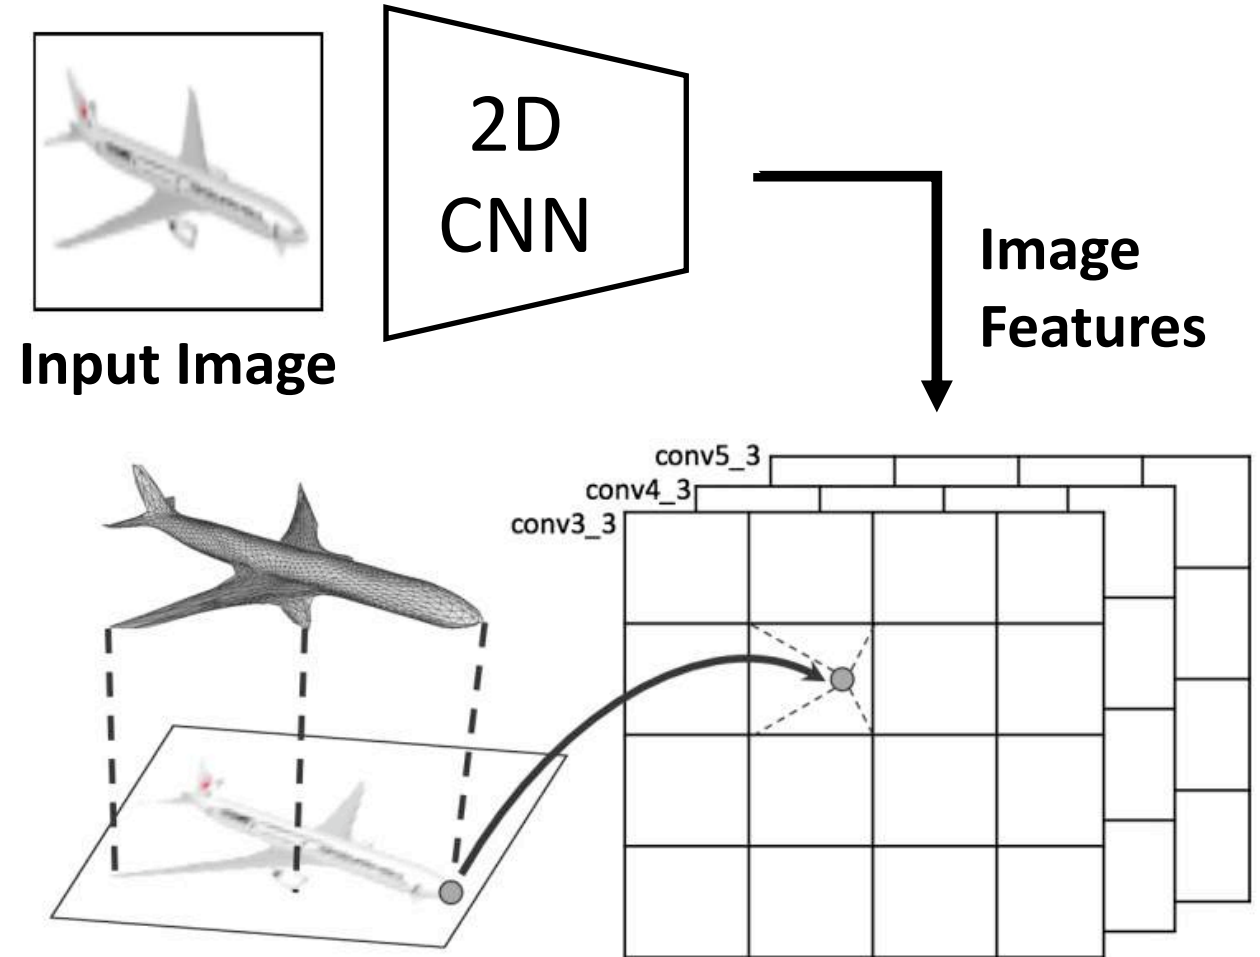 2D
CNN
Input Image
Image
Features
conv5_3
conv4_3
conv3_3